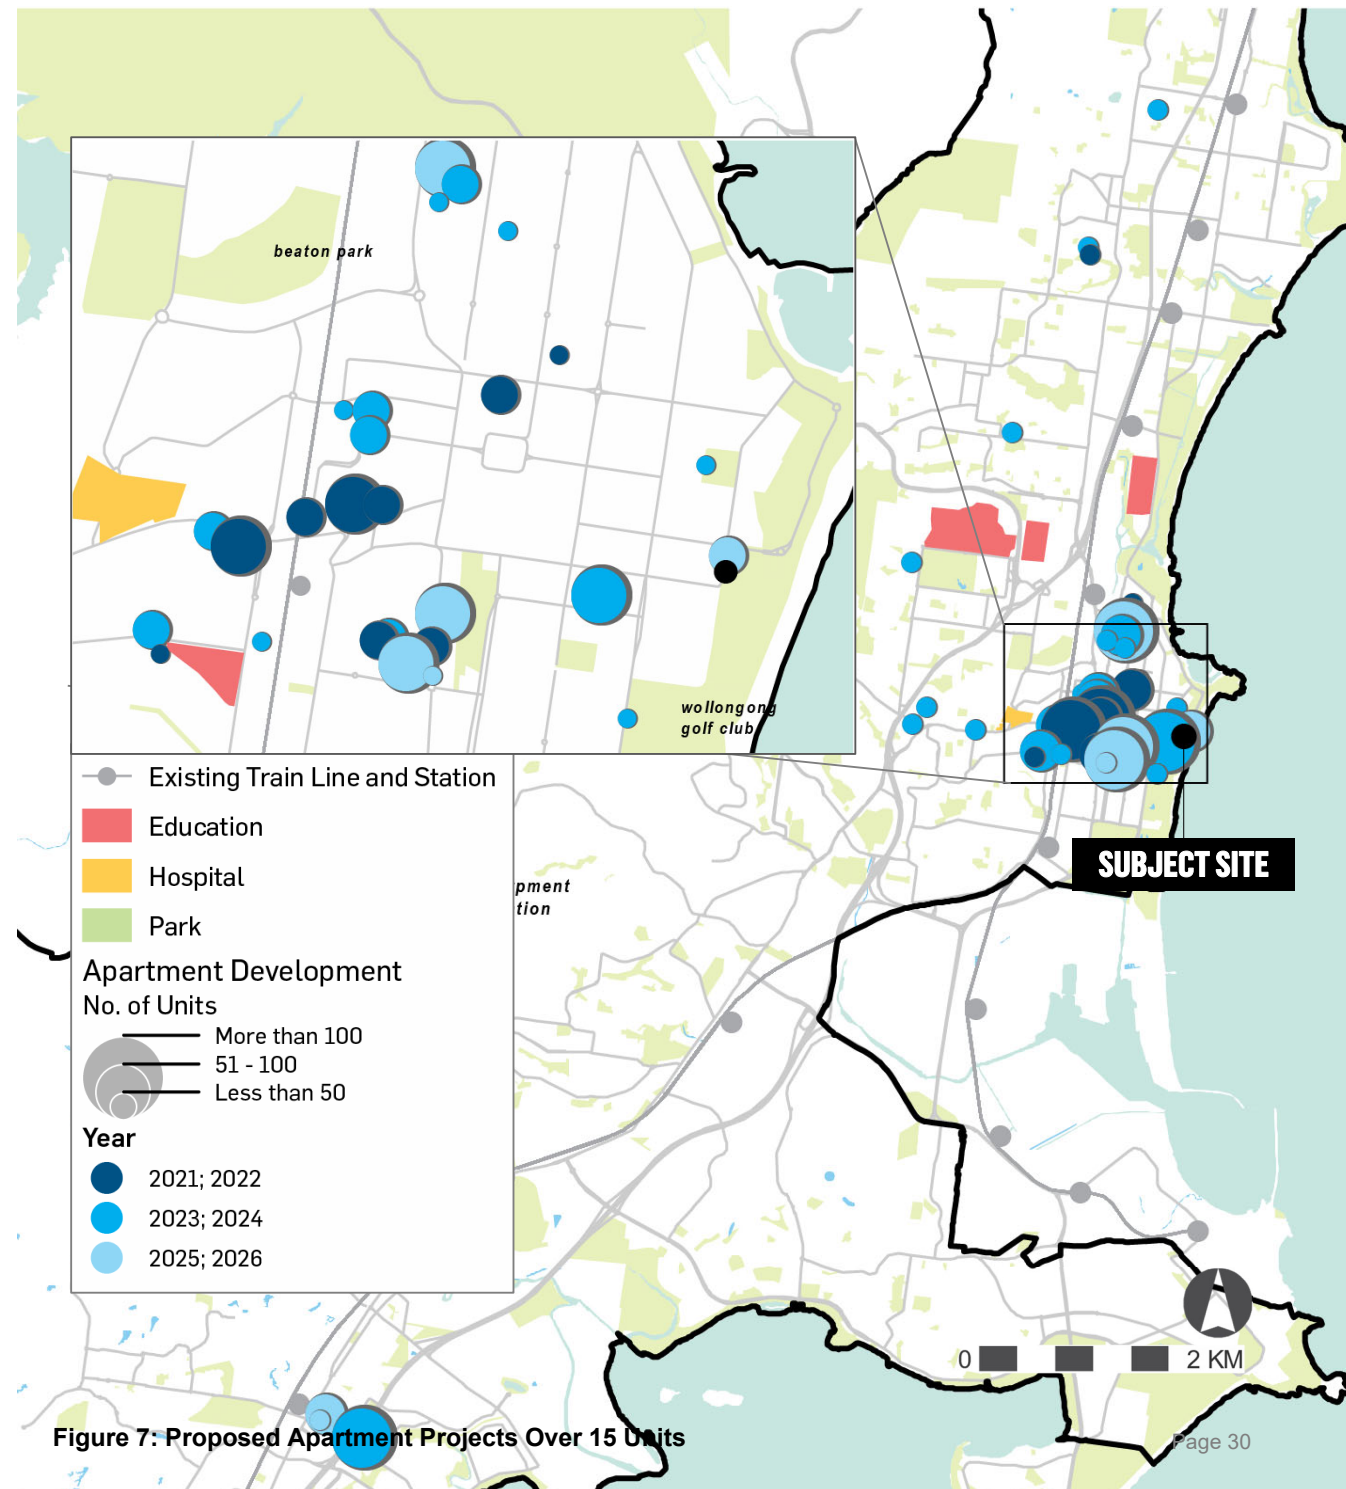 beaton park
wollongong
golf club
Existing Train Line and Station
Education
Hospital
Park
Apartment Development
No. of Units
More than 100
51 - 100
Less than 50
Year
2021; 2022
2023; 2024
2025; 2026
pment
tion
SUBJECT SITE
0 2 KM
Figure 7: Proposed Apartment Projects Over 15 Units
Page 30